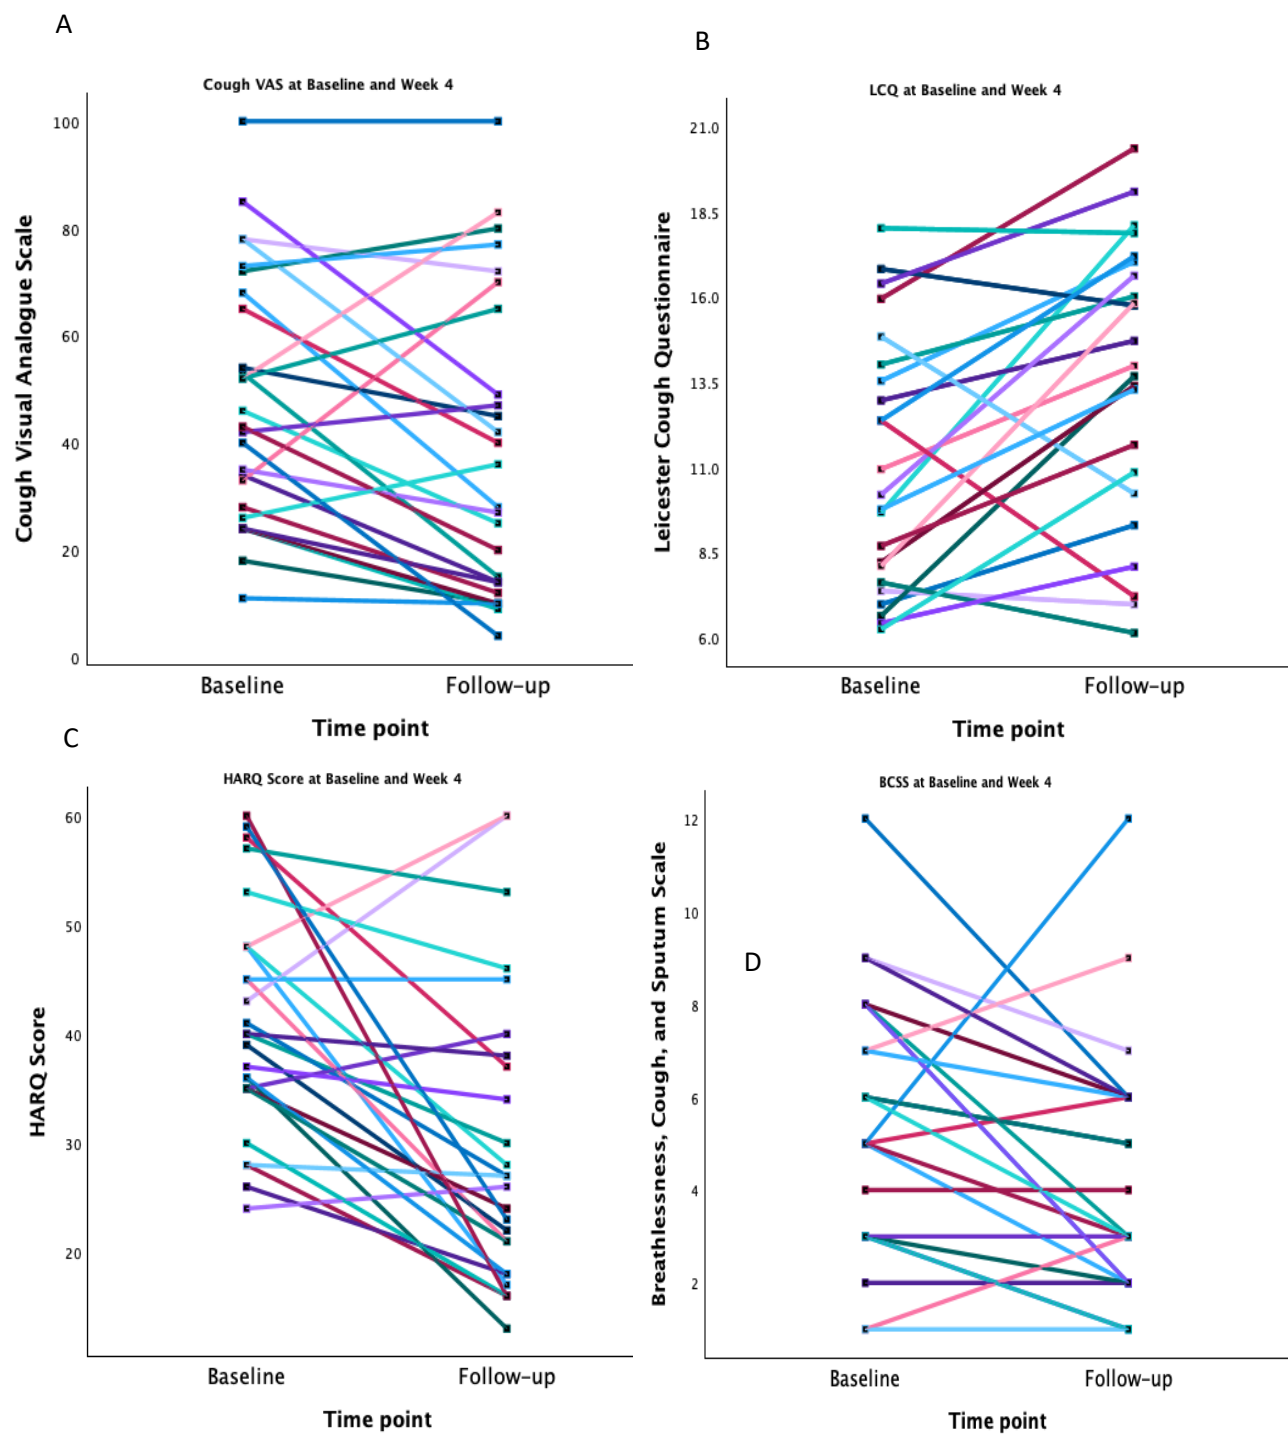 A
Cough VAS at Baseline and Week 4
Cough Visual Analogue Scale
100
80
60
40
20
0
Baseline
Follow-up
Time point
B
LCQ at Baseline and Week 4
Leicester Cough Questionnaire
21.0
18.5
16.0
13.5
11.0
8.5
6.0
Baseline
Follow-up
Time point
C
HARQ Score at Baseline and Week 4
HARQ Score
60
50
40
30
20
Baseline
Follow-up
Time point
BCSS at Baseline and Week 4
D
Breathlessness, Cough, and Sputum Scale
12
10
8
6
4
2
Baseline
Follow-up
Time point